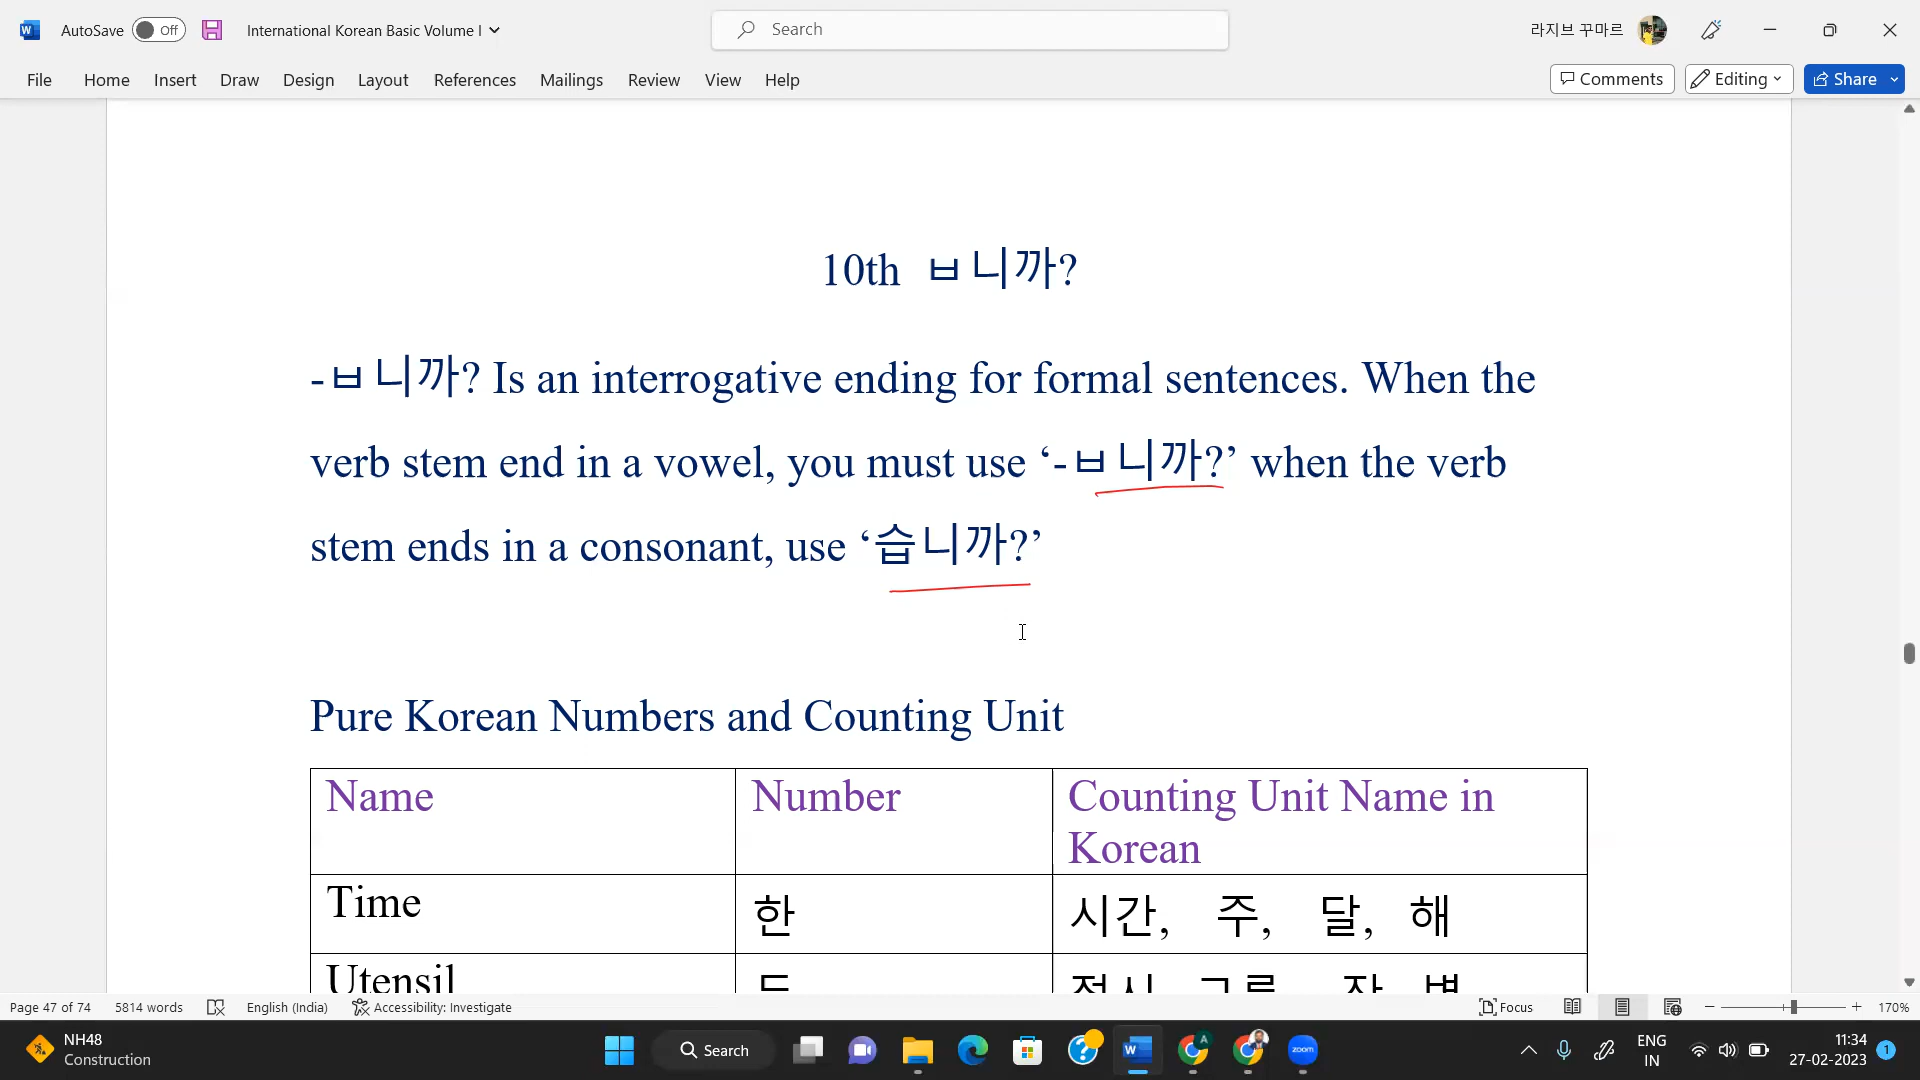 AutoSave Off International Korean Basic Volume I Search 라지브 꾸마르
File Home Insert Draw Design Layout References Mailings Review View Help Comments Editing Share
10th ㅂ니까?
-ㅂ니까? Is an interrogative ending for formal sentences. When the
verb stem end in a vowel, you must use ‘-ㅂ니까?’ when the verb
stem ends in a consonant, use ‘습니까?’
Pure Korean Numbers and Counting Unit
Name Number Counting Unit Name in
Korean
Time 한 시간, 주, 달, 해
Utensil
Page 47 of 74 5814 words English (India) Accessibility: Investigate Focus 170%
NH48
Construction
Search
zoom
ENG
IN
11:34
27-02-2023
1